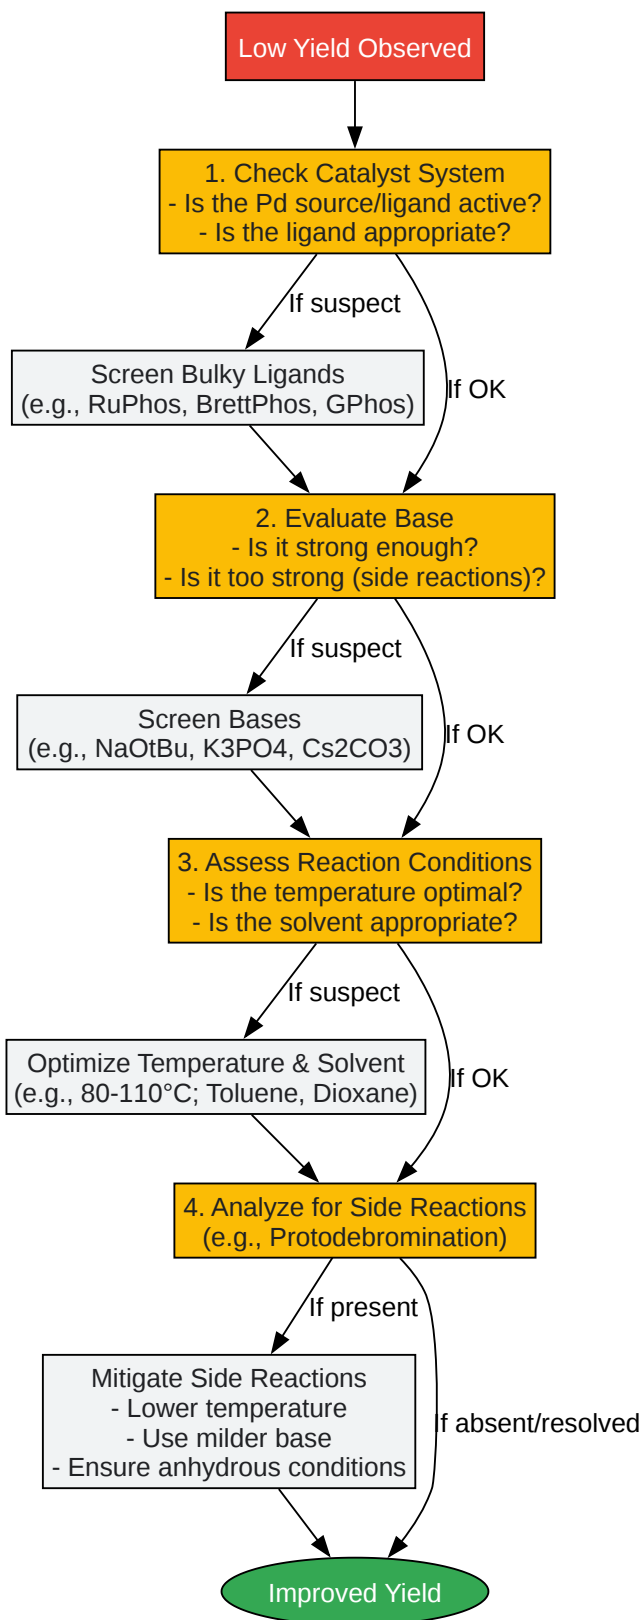 Low Yield Observed
1. Check Catalyst System
- Is the Pd source/ligand active?
- Is the ligand appropriate?
If suspect
Screen Bulky Ligands
(e.g., RuPhos, BrettPhos, GPhos)
If OK
2. Evaluate Base
- Is it strong enough?
- Is it too strong (side reactions)?
If suspect
Screen Bases
(e.g., NaOtBu, K3PO4, Cs2CO3)
If OK
3. Assess Reaction Conditions
- Is the temperature optimal?
- Is the solvent appropriate?
If suspect
Optimize Temperature & Solvent
(e.g., 80-110°C; Toluene, Dioxane)
If OK
4. Analyze for Side Reactions
(e.g., Protodebromination)
If present
Mitigate Side Reactions
- Lower temperature
- Use milder base
- Ensure anhydrous conditions
If absent/resolved
Improved Yield